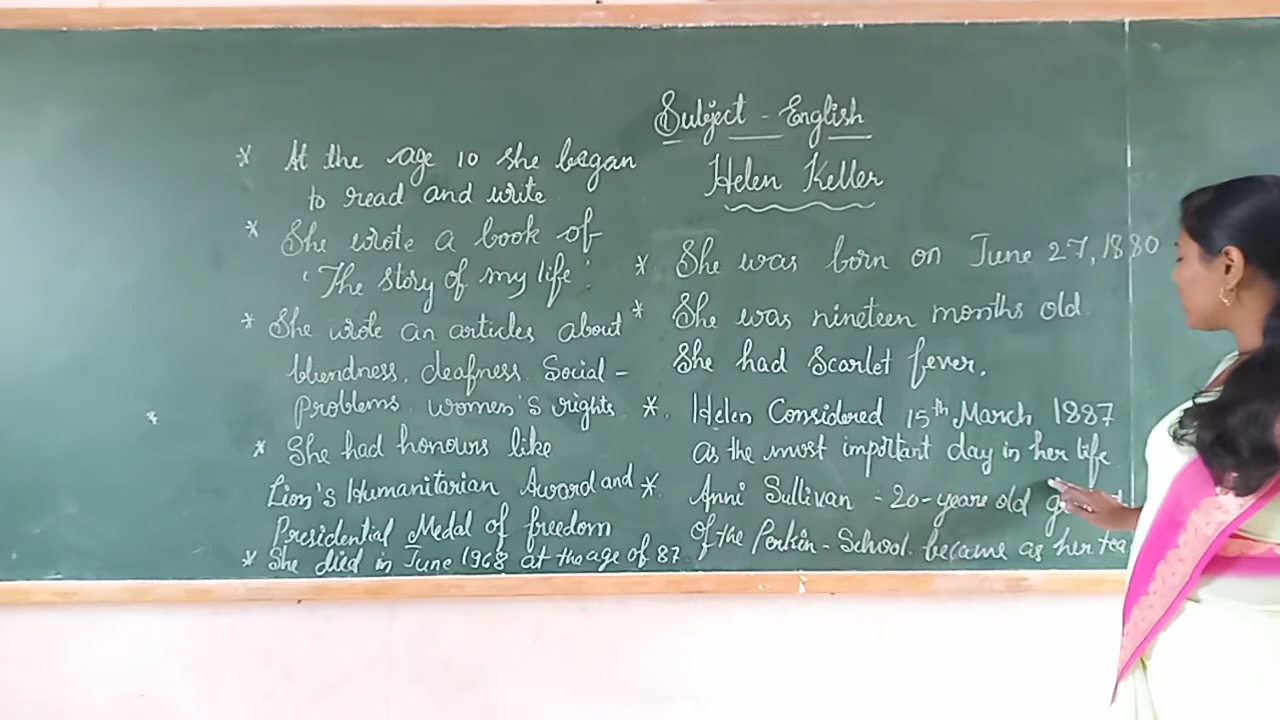 Subject - English
Helen Keller
* She was born on June 27, 1880
* She was nineteen months old
She had Scarlet fever.
*. Helen Considered 15th March 1887
as the most important day in her life
*. Anni Sullivan - 20-yeare old
of the Perkin - School. became as her tea
* At the age 10 she began
to read and write
* She wrote a book of
'The story of my life'.
* She wrote an articles about
blindness. deafness. Social -
problems. women's rights.
* She had honours like
Lion's Humanitarian Award and
Presidential Medal of freedom
* She died in June 1968 at the age of 87.